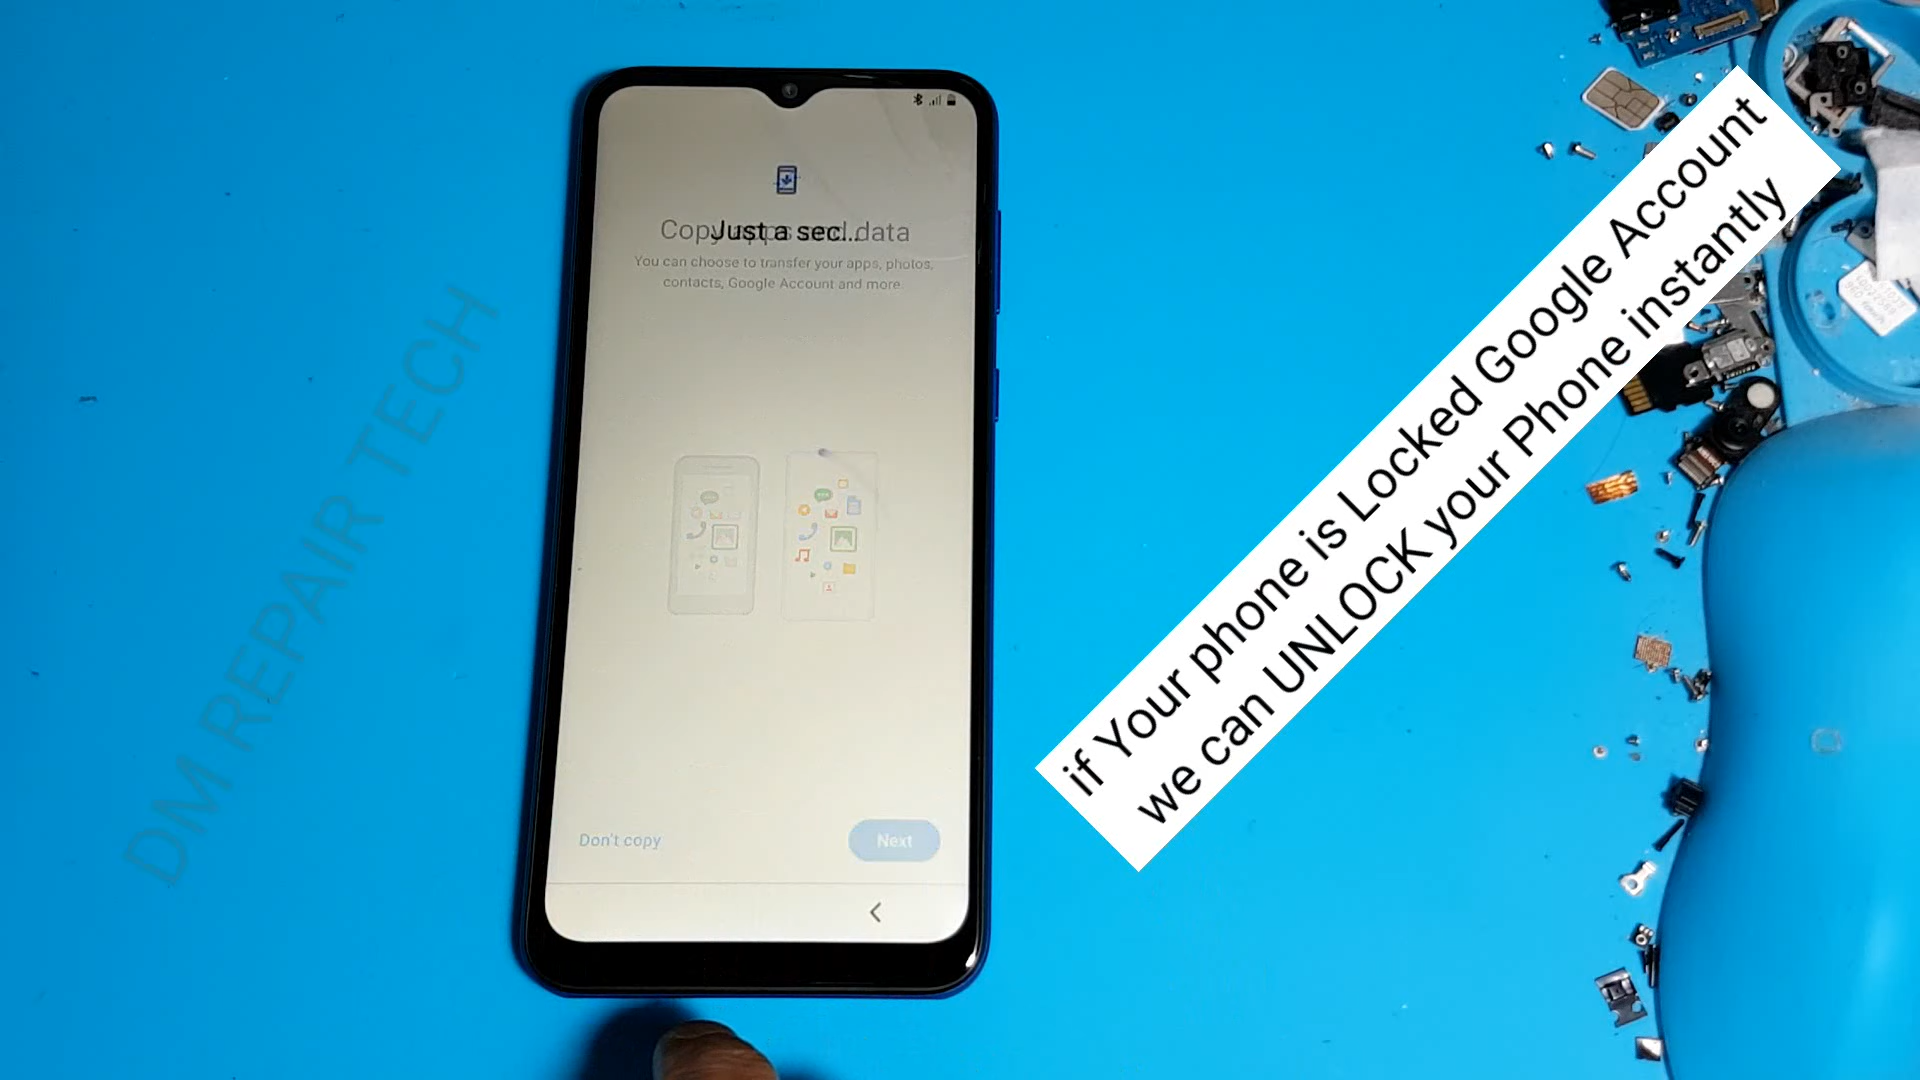 Copy apps and data
Just a sec...
You can choose to transfer your apps, photos,
contacts, Google Account and more.
Don't copy
Next
DM REPAIR TECH
if Your phone is Locked Google Account
we can UNLOCK your Phone instantly